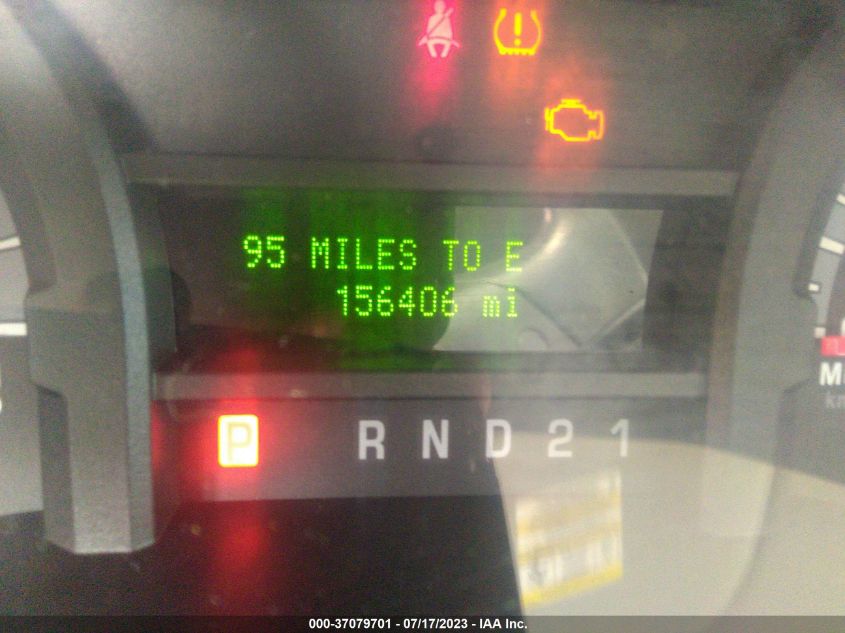 95 MILES TO E
156406 mi
P R N D 2 1
000-37079701 - 07/17/2023 - IAA Inc.